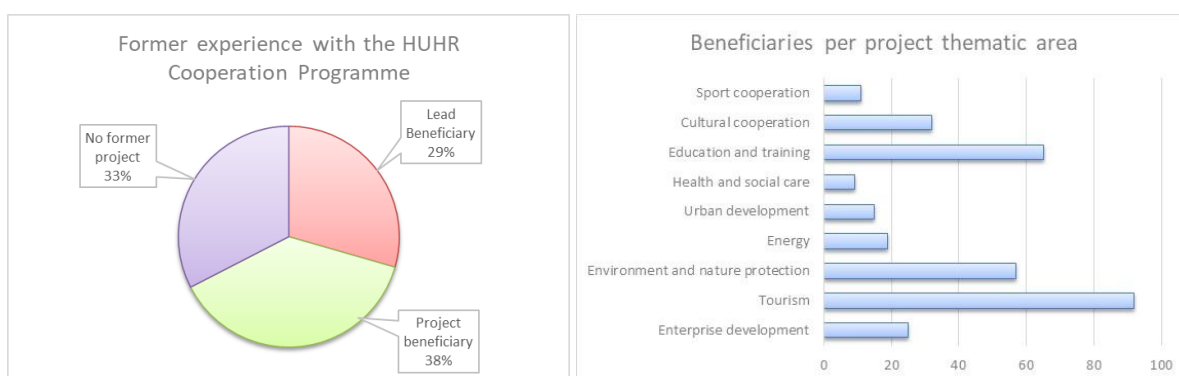 Former experience with the HUHR
Cooperation Programme
No former
project
33%
Lead
Beneficiary
29%
Project
beneficiary
38%
Beneficiaries per project thematic area
Sport cooperation
Cultural cooperation
Education and training
Health and social care
Urban development
Energy
Environment and nature protection
Tourism
Enterprise development
0 20 40 60 80 100